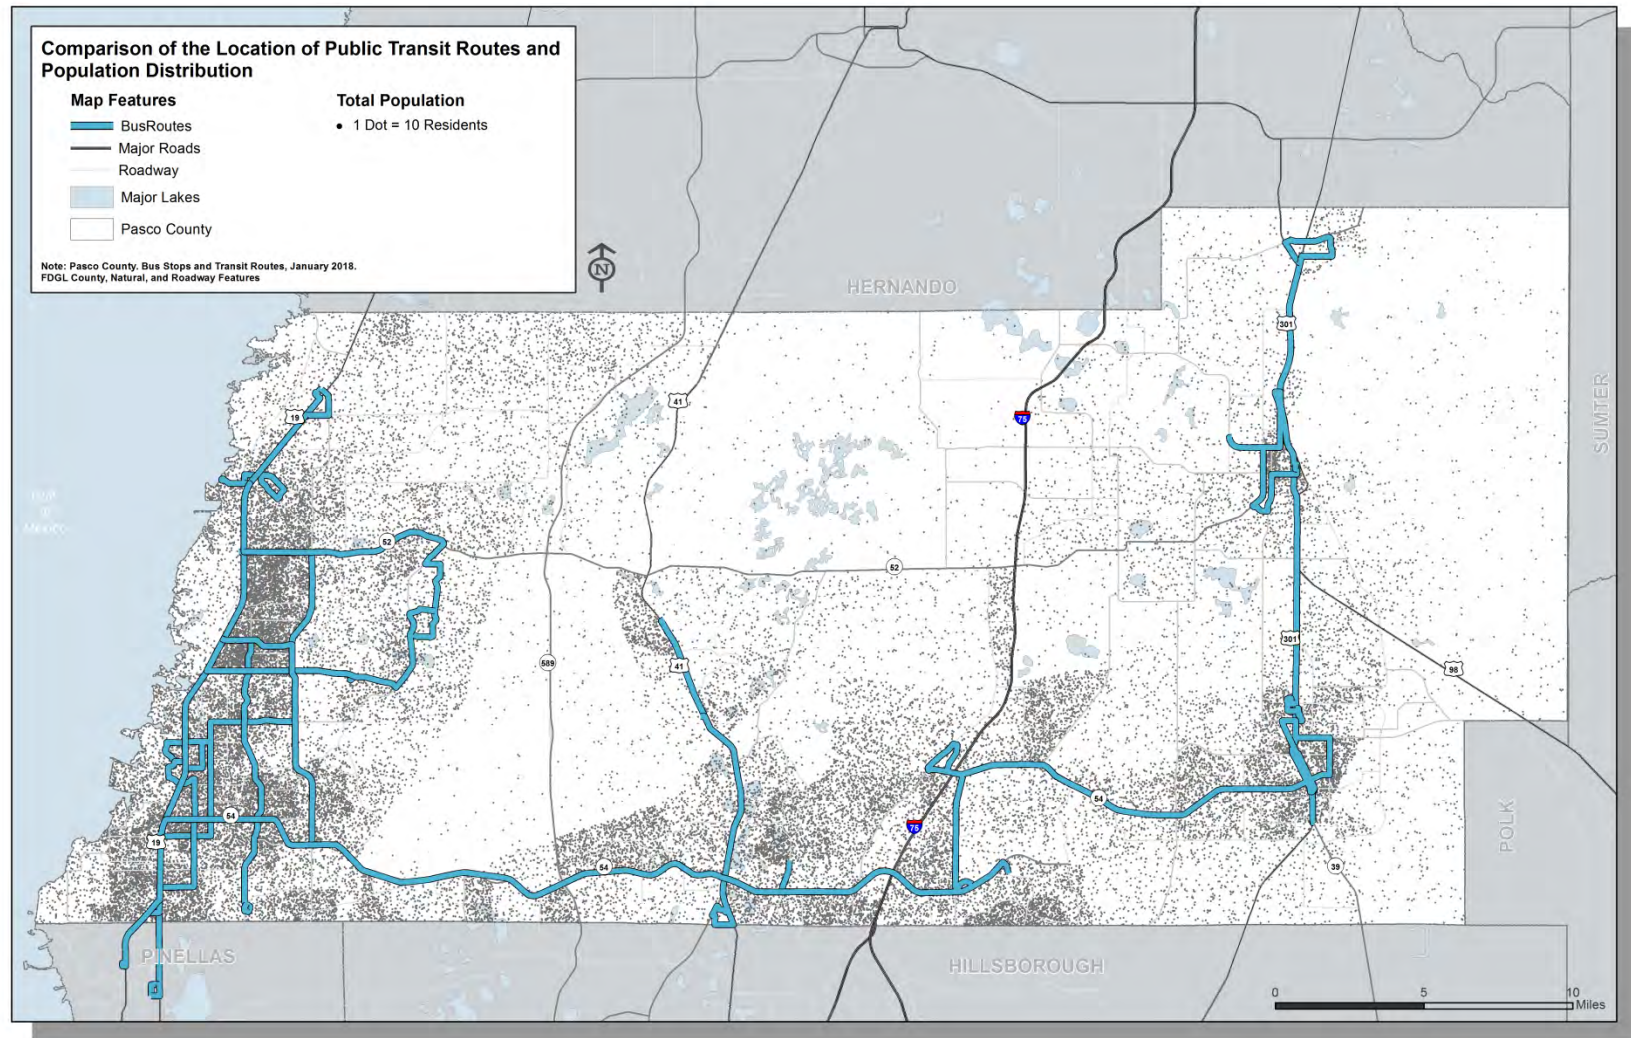 Comparison of the Location of Public Transit Routes and
Population Distribution
Map Features
Total Population
BusRoutes
1 Dot = 10 Residents
Major Roads
Roadway
Major Lakes
Pasco County
Note: Pasco County. Bus Stops and Transit Routes, January 2018.
FDGL County, Natural, and Roadway Features
N
HERNANDO
301
SUMTER
41
19
75
52
52
301
589
41
98
54
54
75
19
54
39
POLK
PINELLAS
HILLSBOROUGH
0
5
10
Miles